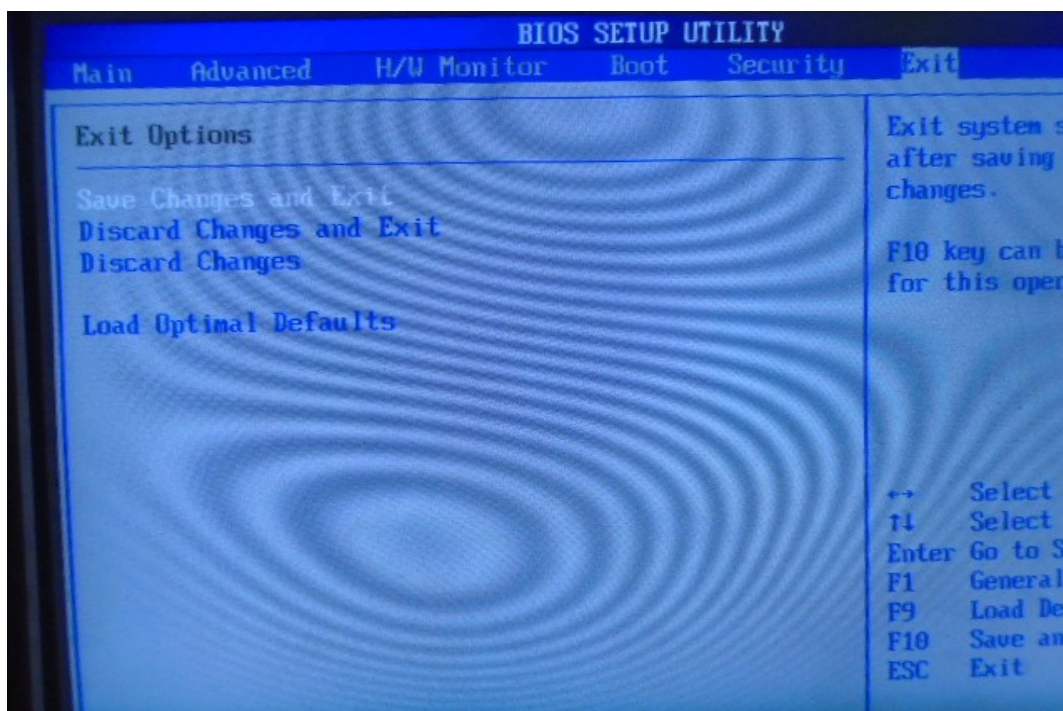 BIOS SETUP UTILITY
Main Advanced H/W Monitor Boot Security Exit
Exit Options
Save Changes and Exit
Discard Changes and Exit
Discard Changes
Load Optimal Defaults
Exit system
after saving
changes.
F10 key can
for this
←→ Select
↑↓ Select
Enter Go to
F1 General
F9 Load
F10 Save
ESC Exit